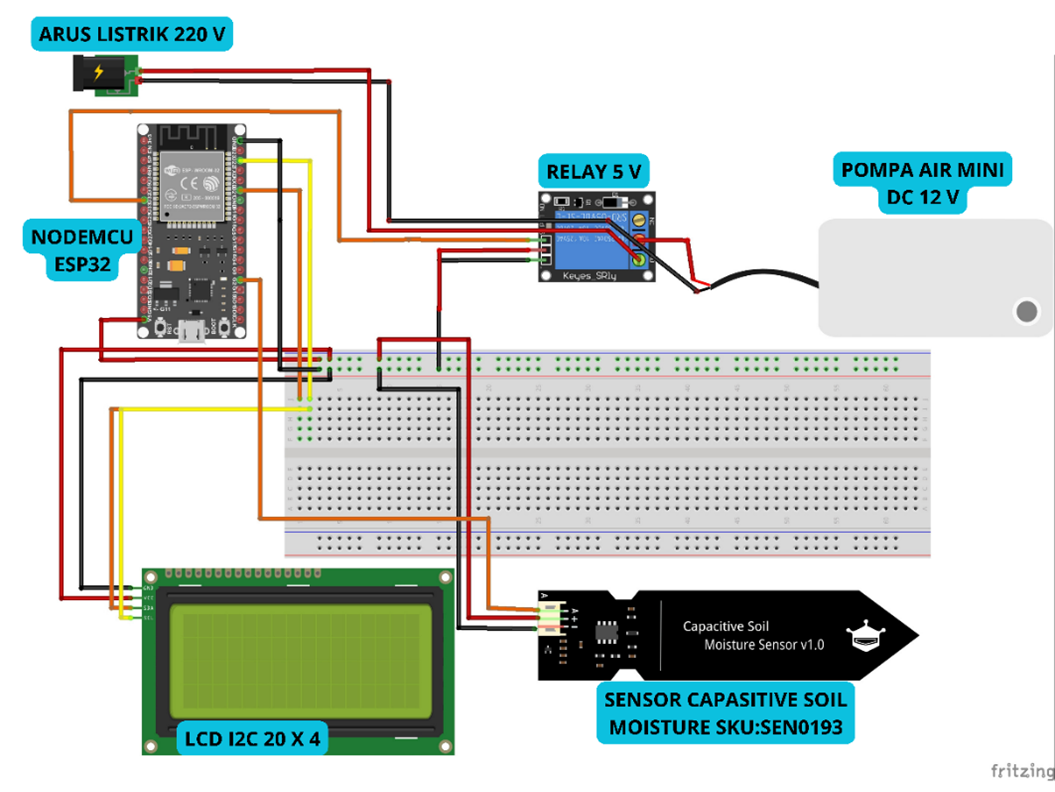 ARUS LISTRIK 220 V
RELAY 5 V
POMPA AIR MINI
DC 12 V
NODEMCU
ESP32
Keyes SRly
Capacitive Soil
Moisture Sensor v1.0
SENSOR CAPASITIVE SOIL
MOISTURE SKU:SEN0193
LCD I2C 20 X 4
fritzing